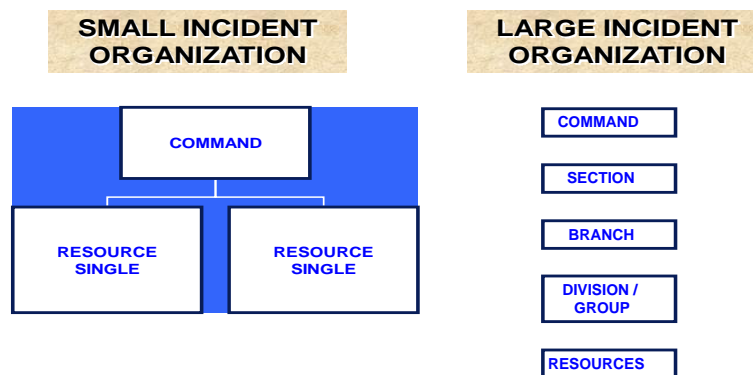 SMALL INCIDENT
ORGANIZATION
COMMAND
RESOURCE
SINGLE
RESOURCE
SINGLE
LARGE INCIDENT
ORGANIZATION
COMMAND
SECTION
BRANCH
DIVISION /
GROUP
RESOURCES